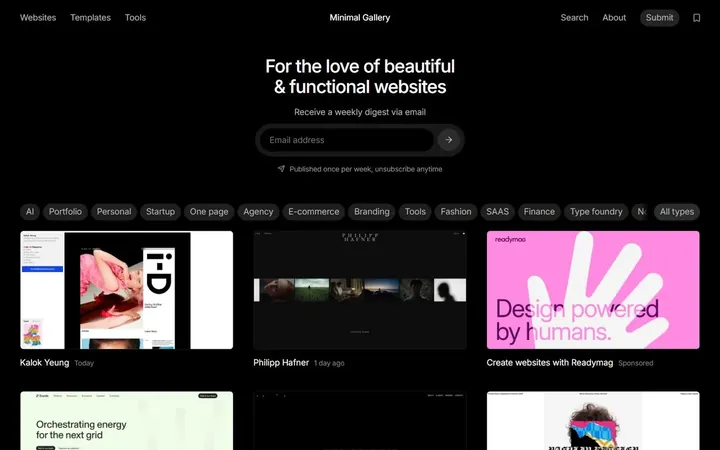 Websites
Templates
Tools
Minimal Gallery
Search
About
Submit
For the love of beautiful
& functional websites
Receive a weekly digest via email
Email address
Published once per week, unsubscribe anytime
AI
Portfolio
Personal
Startup
One page
Agency
E-commerce
Branding
Tools
Fashion
SAAS
Finance
Type foundry
All types
i-D
PHILIPP
HAFNER
readymag
Design powered
by humans.
Kalok Yeung Today
Philipp Hafner 1 day ago
Create websites with Readymag Sponsored
Orchestrating energy
for the next grid